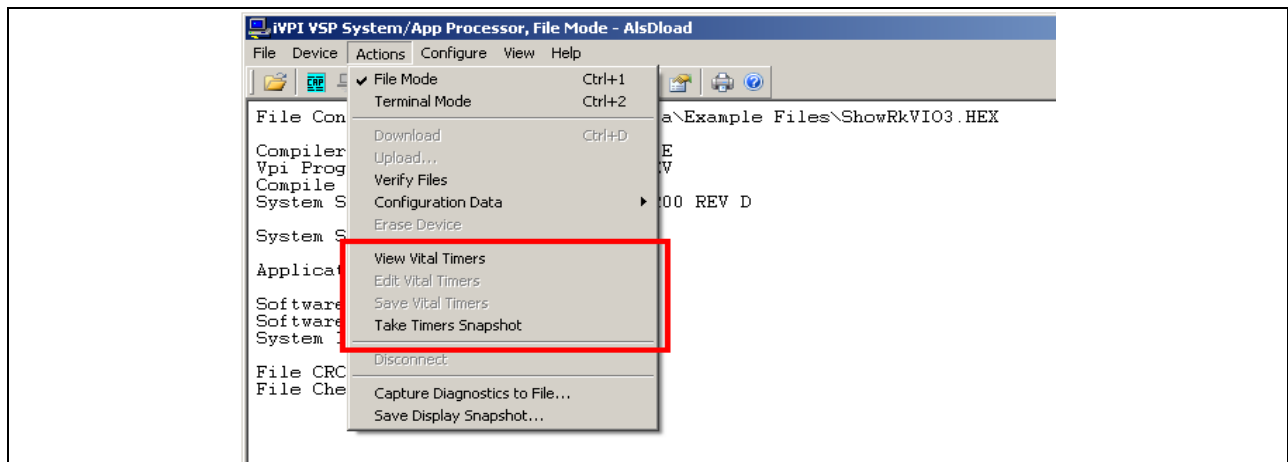 iVPI VSP System/App Processor, File Mode - AlsDload
File Device Actions Configure View Help
CAP
File Mode Ctrl+1
Terminal Mode Ctrl+2
Download Ctrl+D
Upload...
Verify Files
Configuration Data
Erase Device
View Vital Timers
Edit Vital Timers
Save Vital Timers
Take Timers Snapshot
Disconnect
Capture Diagnostics to File...
Save Display Snapshot...
File Con a\Example Files\ShowRkVIO3.HEX
Compiler E
Vpi Prog V
Compile
System S 00 REV D
System S
Applicat
Software
Software
System
File CRC
File Che